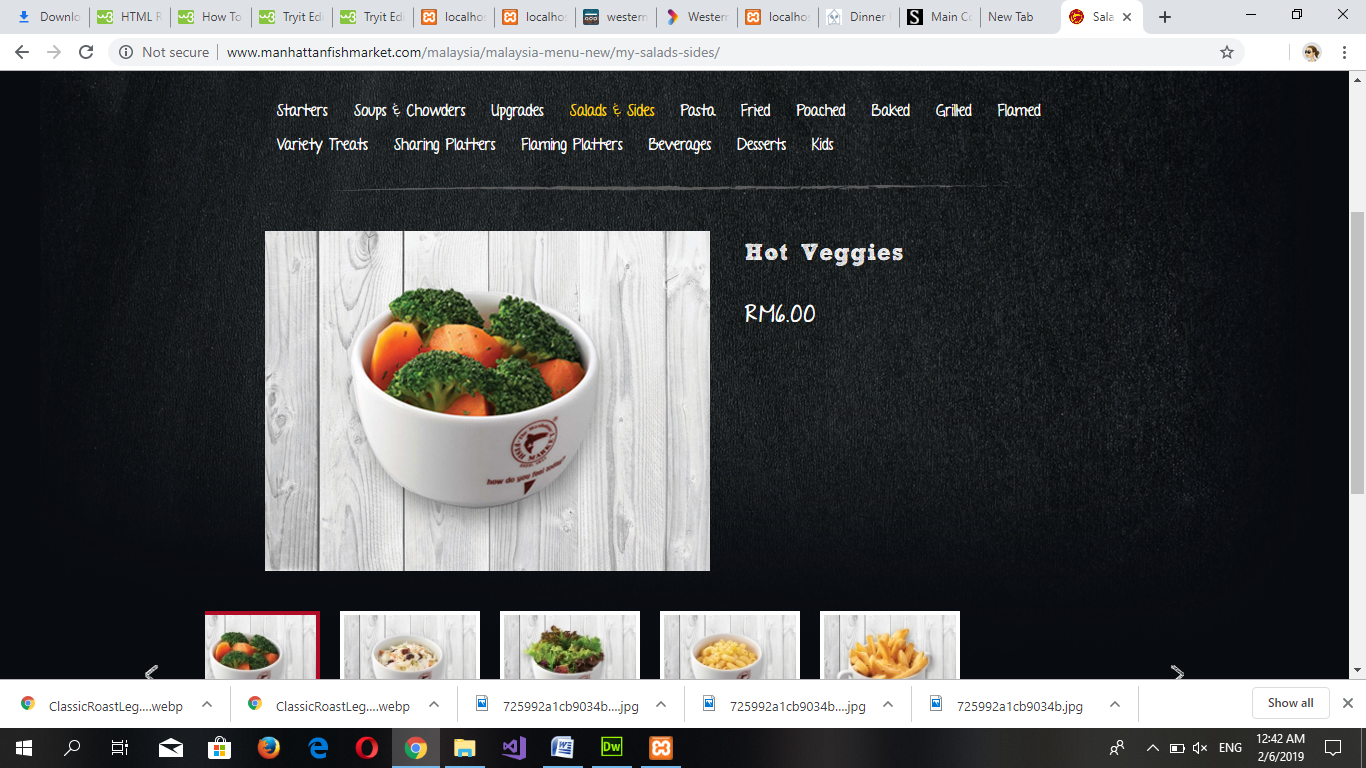 Downlo
HTML R
How To
Tryit Edi
Tryit Edi
localhos
localhos
western
Western
localhos
Dinner
Main Co
New Tab
Sala
Not secure
www.manhattanfishmarket.com/malaysia/malaysia-menu-new/my-salads-sides/
Starters Soups & Chowders Upgrades Salads & Sides Pasta Fried Poached Baked Grilled Flamed
Variety Treats Sharing Platters Flaming Platters Beverages Desserts Kids
Hot Veggies
RM6.00
MARKET
how do you feel today?
ClassicRoastLeg....webp
ClassicRoastLeg....webp
725992a1cb9034b....jpg
725992a1cb9034b....jpg
725992a1cb9034b.jpg
Show all
ENG
12:42 AM
2/6/2019